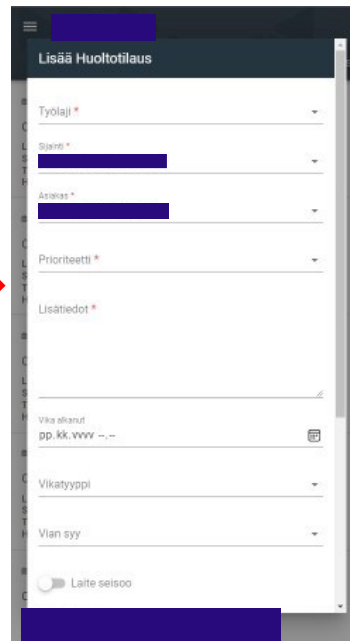 Lisää Huoltotilaus
Työlaji *
Sijainti *
Asiakas *
Prioriteetti *
Lisätiedot *
Vika alkanut
pp.kk.vvvv --.--
Vikatyyppi
Vian syy
Laite seisoo